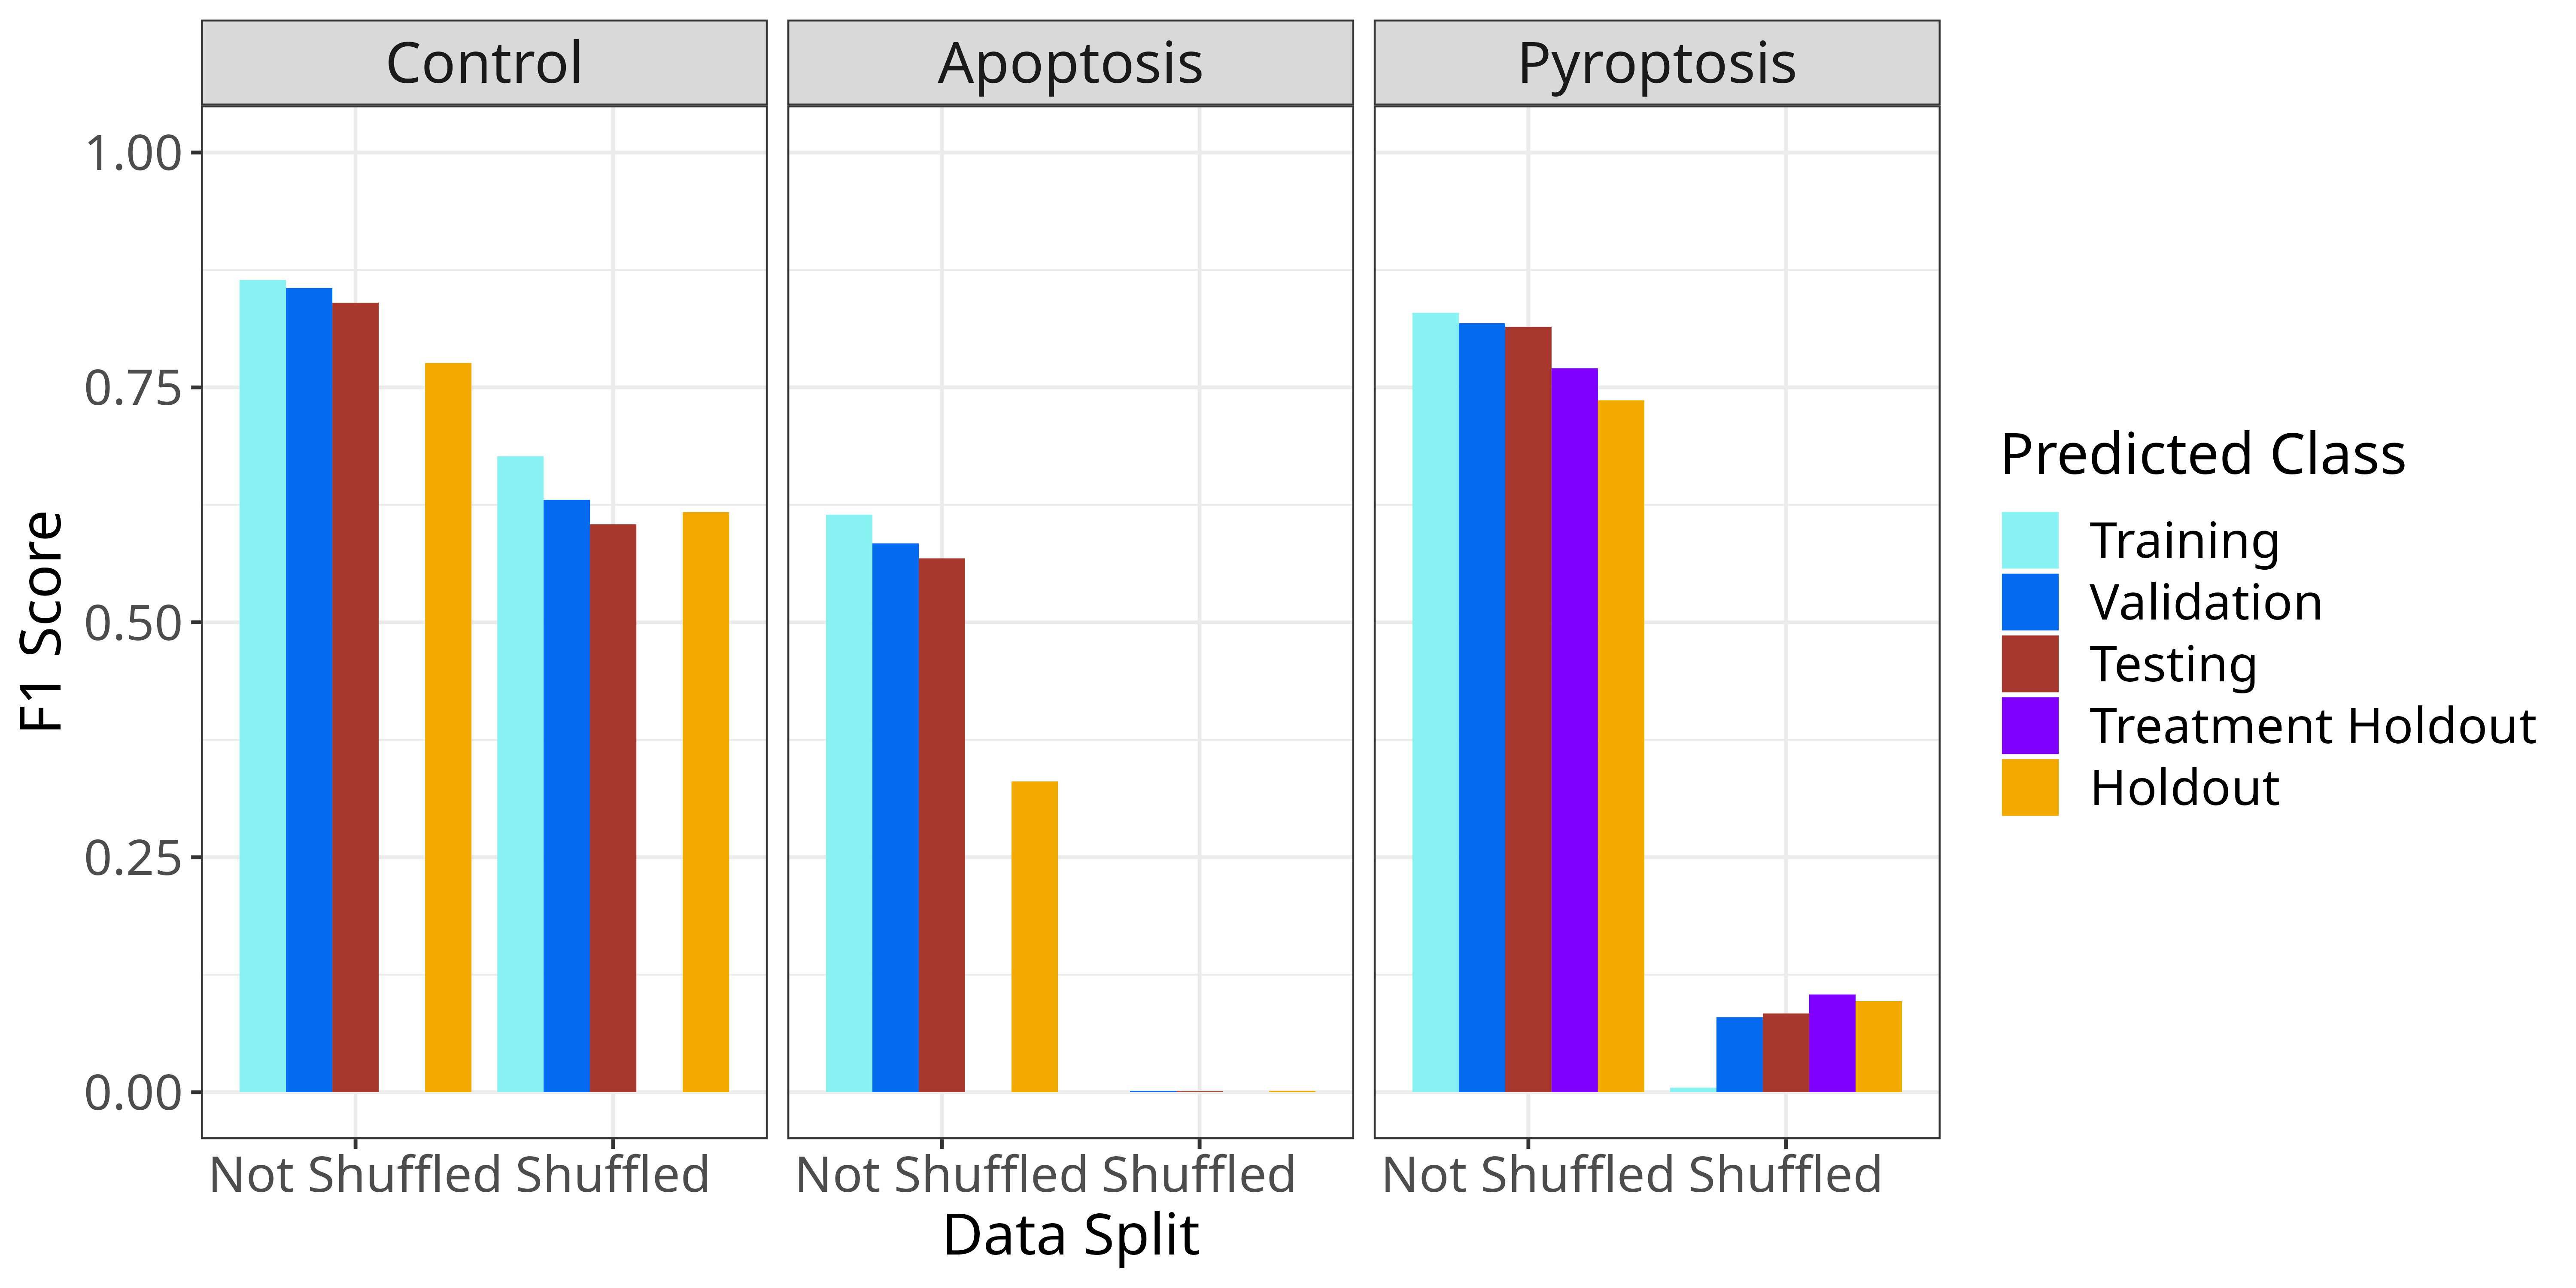 Control Apoptosis Pyroptosis
1.00
0.75
0.50
0.25
0.00
F1 Score
Not Shuffled Shuffled Not Shuffled Shuffled Not Shuffled Shuffled
Data Split
Predicted Class
Training
Validation
Testing
Treatment Holdout
Holdout